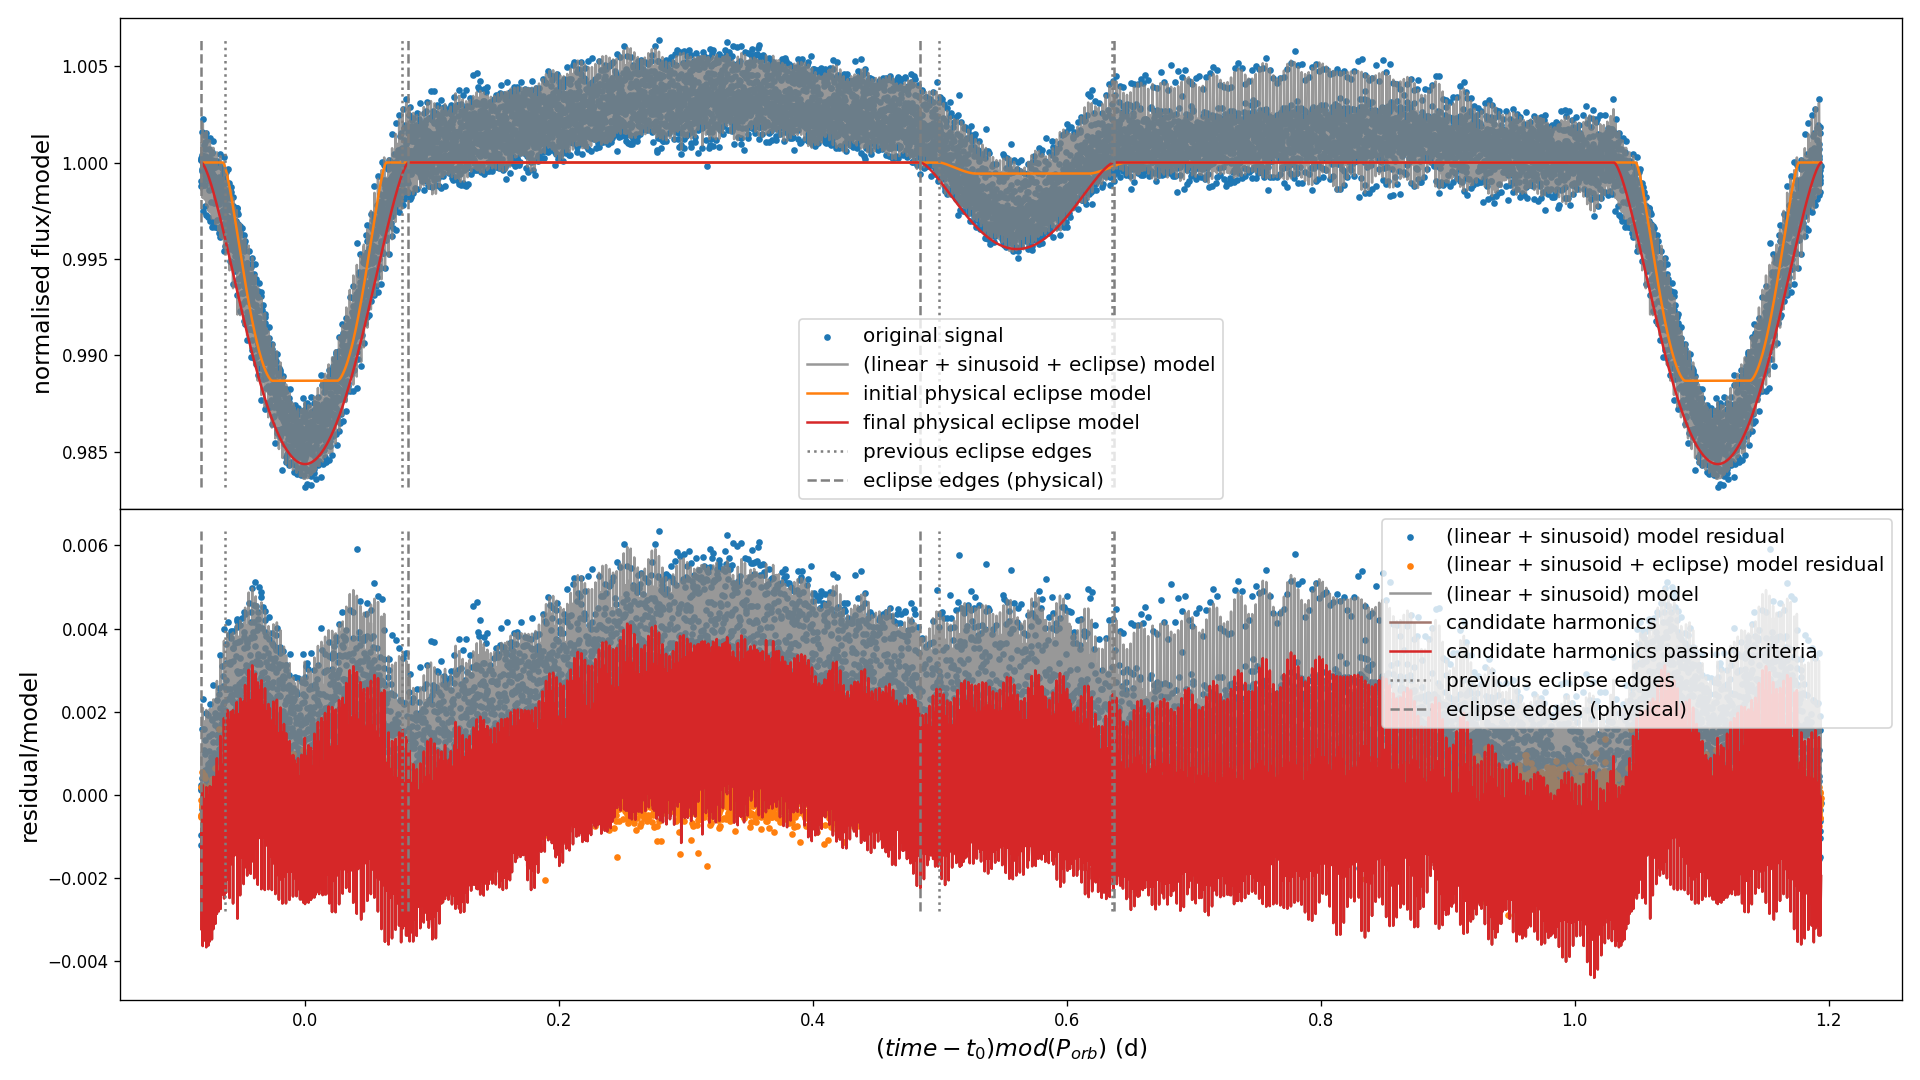 normalised flux/model
1.005
1.000
0.995
0.990
0.985
original signal
(linear + sinusoid + eclipse) model
initial physical eclipse model
final physical eclipse model
previous eclipse edges
eclipse edges (physical)
residual/model
0.006
0.004
0.002
0.000
−0.002
−0.004
(linear + sinusoid) model residual
(linear + sinusoid + eclipse) model residual
(linear + sinusoid) model
candidate harmonics
candidate harmonics passing criteria
previous eclipse edges
eclipse edges (physical)
0.0 0.2 0.4 0.6 0.8 1.0 1.2
(time − t₀)mod(Pₒᵣb) (d)